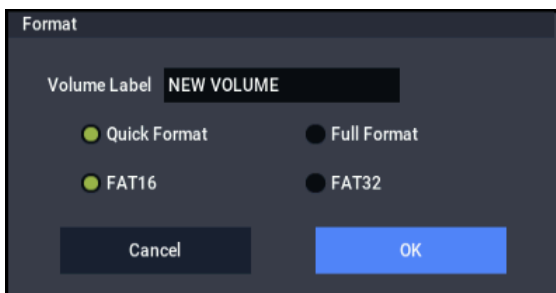 Format
Volume Label NEW VOLUME
Quick Format Full Format
FAT16 FAT32
Cancel OK